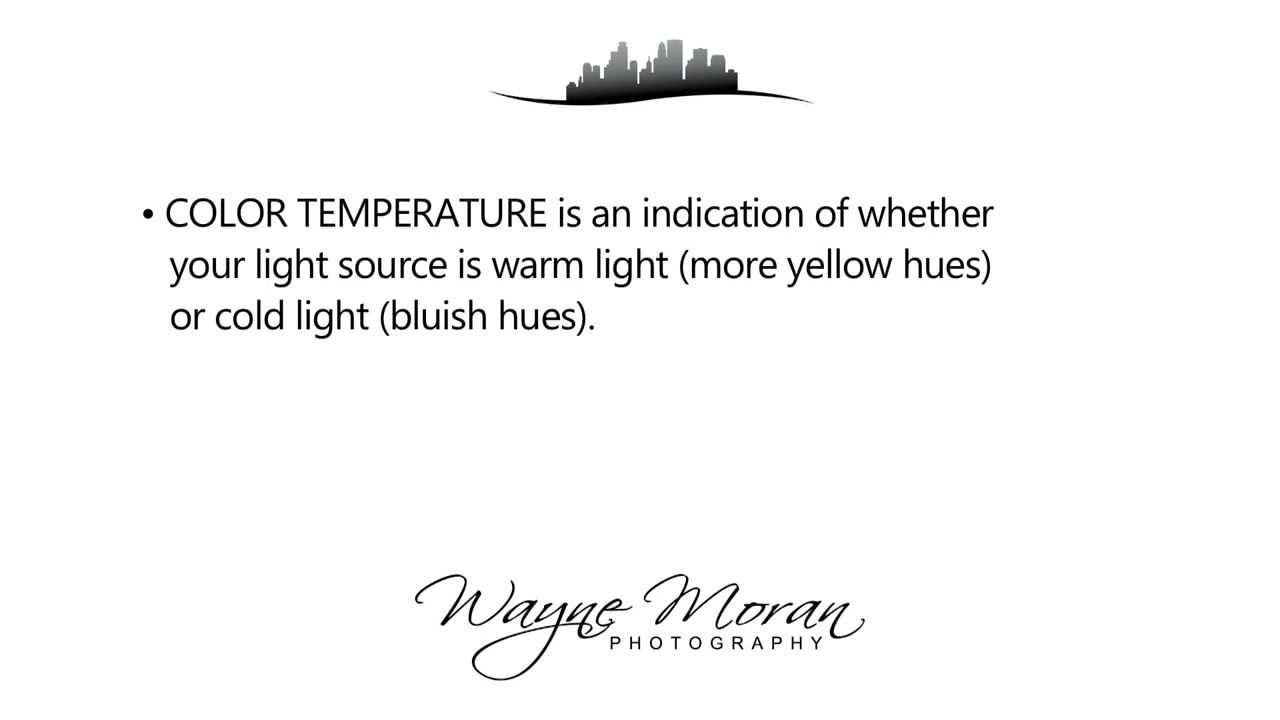 • COLOR TEMPERATURE is an indication of whether
your light source is warm light (more yellow hues)
or cold light (bluish hues).
Wayne Moran
PHOTOGRAPHY